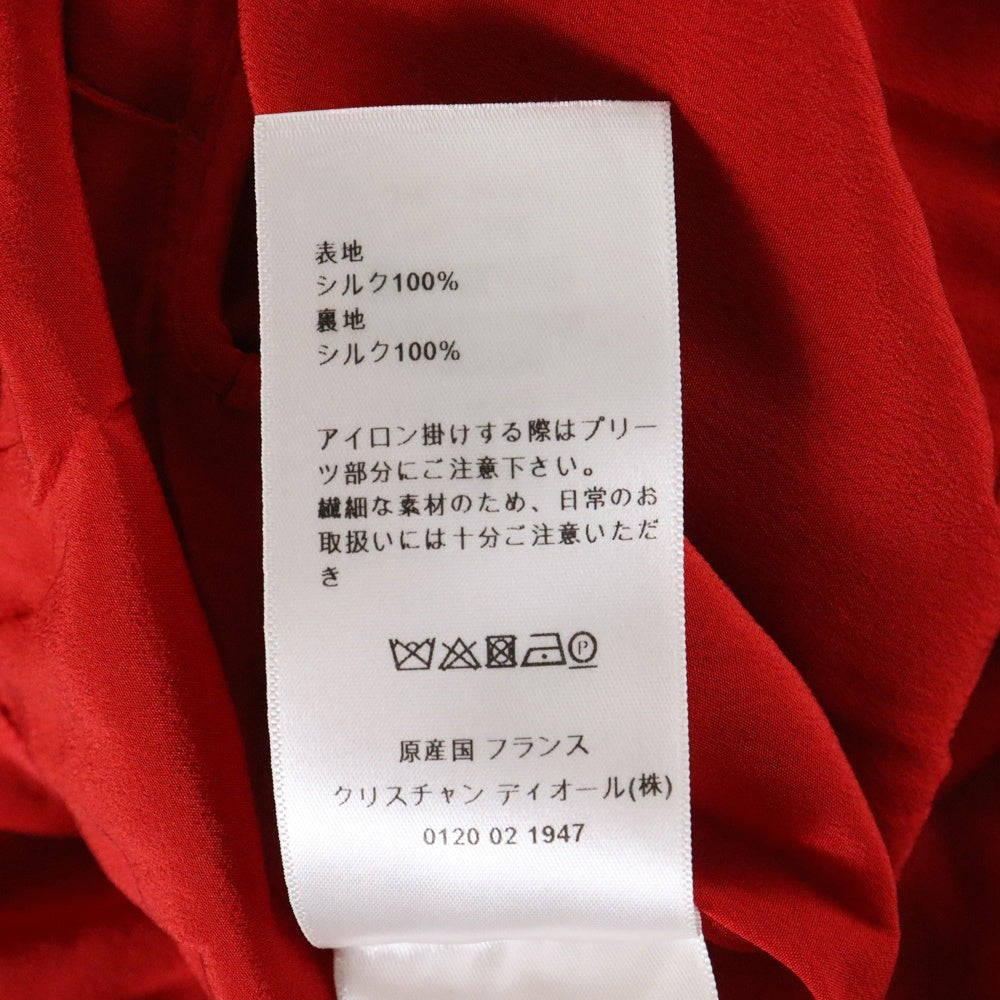 表地
シルク100%
裏地
シルク100%
アイロン掛けする際はプリー
ツ部分にご注意下さい。
繊細な素材のため、日常のお
取扱いには十分ご注意いただ
き
P
原産国 フランス
クリスチャン ディオール(株)
0120 02 1947